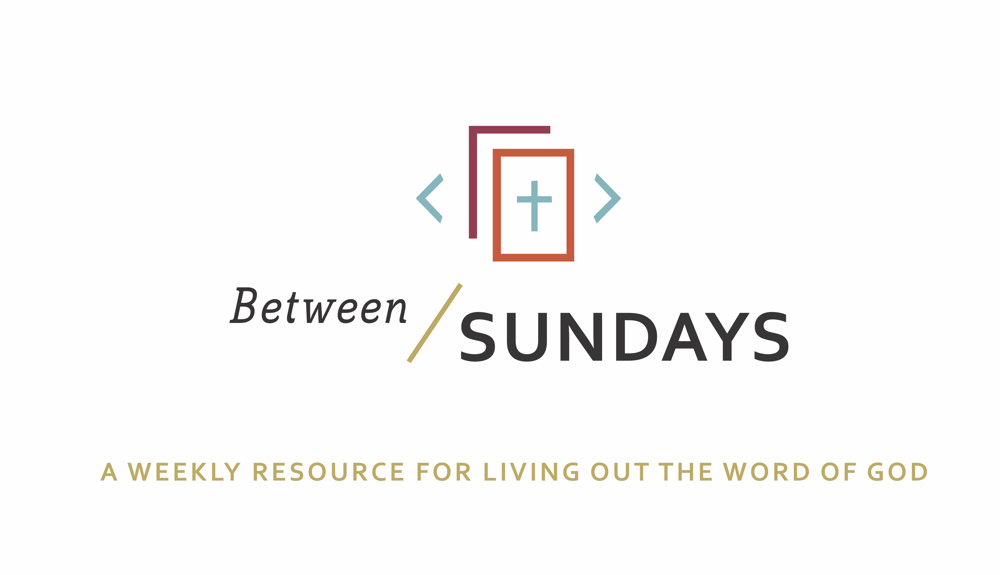 Between
SUNDAYS
A WEEKLY RESOURCE FOR LIVING OUT THE WORD OF GOD